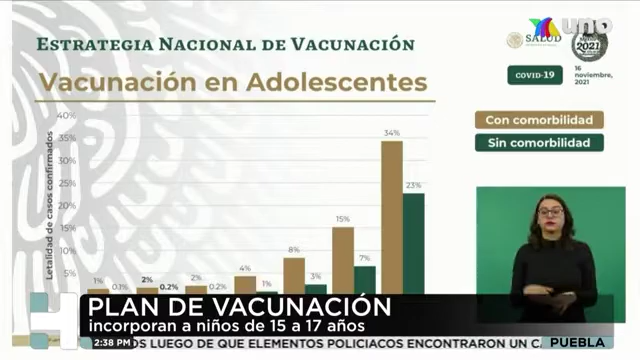 uno
ESTRATEGIA NACIONAL DE VACUNACIÓN
SALUD
2021
Vacunación en Adolescentes
COVID-19
16
noviembre,
2021
40%
35%
30%
25%
20%
15%
10%
5%
Letalidad de casos confirmados
Con comorbilidad
Sin comorbilidad
1%
0.1%
2%
0.2%
2%
0.2%
4%
1%
8%
3%
15%
7%
34%
23%
H
PLAN DE VACUNACIÓN
incorporan a niños de 15 a 17 años
2:38 PM
OS LUEGO DE QUE ELEMENTOS POLICIACOS ENCONTRARON UN CA
PUEBLA